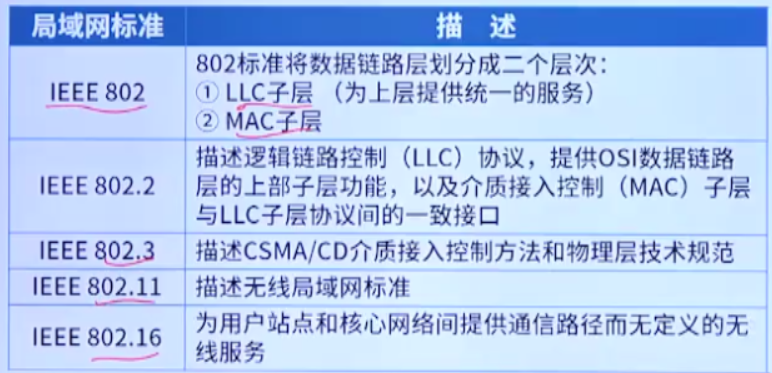 局域网标准 描 述
IEEE 802
802标准将数据链路层划分成二个层次：
① LLC子层 （为上层提供统一的服务）
② MAC子层
IEEE 802.2
描述逻辑链路控制（LLC）协议，提供OSI数据链路
层的上部子层功能，以及介质接入控制（MAC）子层
与LLC子层协议间的一致接口
IEEE 802.3 描述CSMA/CD介质接入控制方法和物理层技术规范
IEEE 802.11 描述无线局域网标准
IEEE 802.16
为用户站点和核心网络间提供通信路径而无定义的无
线服务